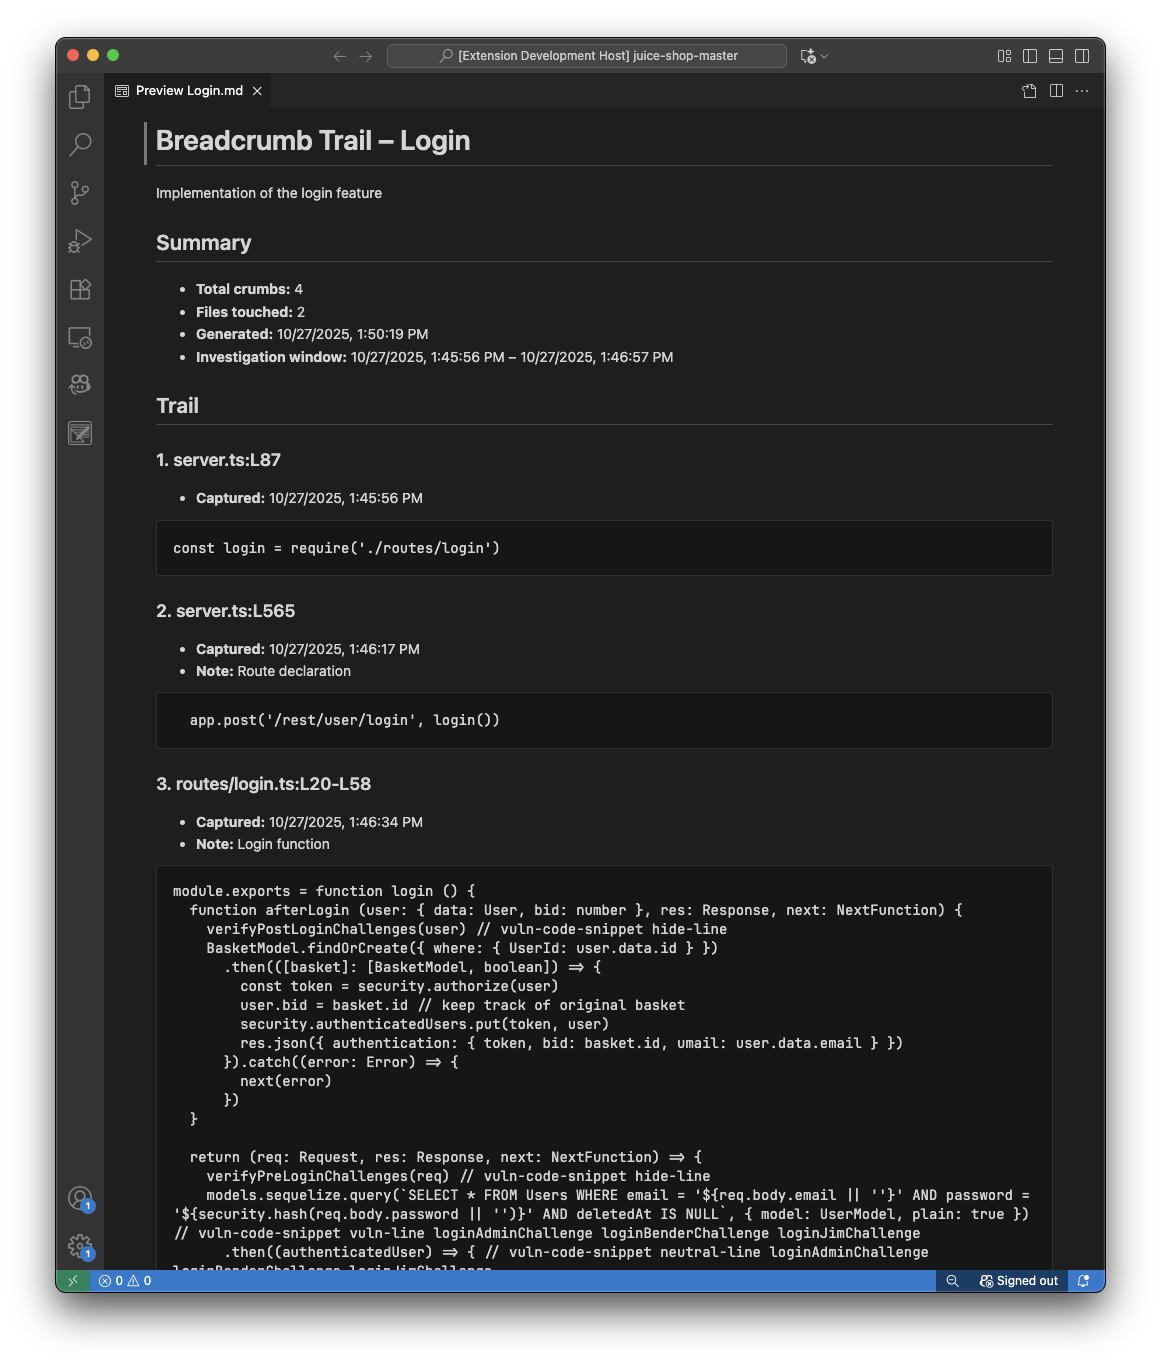 [Extension Development Host] juice-shop-master
Preview Login.md
Breadcrumb Trail – Login
Implementation of the login feature
Summary
• Total crumbs: 4
• Files touched: 2
• Generated: 10/27/2025, 1:50:19 PM
• Investigation window: 10/27/2025, 1:45:56 PM – 10/27/2025, 1:46:57 PM
Trail
1. server.ts:L87
• Captured: 10/27/2025, 1:45:56 PM
const login = require('./routes/login')
2. server.ts:L565
• Captured: 10/27/2025, 1:46:17 PM
• Note: Route declaration
app.post('/rest/user/login', login())
3. routes/login.ts:L20-L58
• Captured: 10/27/2025, 1:46:34 PM
• Note: Login function
module.exports = function login () {
  function afterLogin (user: { data: User, bid: number }, res: Response, next: NextFunction) {
    verifyPostLoginChallenges(user) // vuln-code-snippet hide-line
    BasketModel.findOrCreate({ where: { UserId: user.data.id } })
      .then(([basket]: [BasketModel, boolean]) => {
        const token = security.authorize(user)
        user.bid = basket.id // keep track of original basket
        security.authenticatedUsers.put(token, user)
        res.json({ authentication: { token, bid: basket.id, umail: user.data.email } })
      }).catch((error: Error) => {
        next(error)
      })
  }
  return (req: Request, res: Response, next: NextFunction) => {
    verifyPreLoginChallenges(req) // vuln-code-snippet hide-line
    models.sequelize.query(`SELECT * FROM Users WHERE email = '${req.body.email || ''}' AND password =
'${security.hash(req.body.password || '')}' AND deletedAt IS NULL`, { model: UserModel, plain: true })
// vuln-code-snippet vuln-line loginAdminChallenge loginBenderChallenge loginJimChallenge
      .then((authenticatedUser) => { // vuln-code-snippet neutral-line loginAdminChallenge
loginBenderChallenge loginJimChallenge
1
1
0 0
Signed out